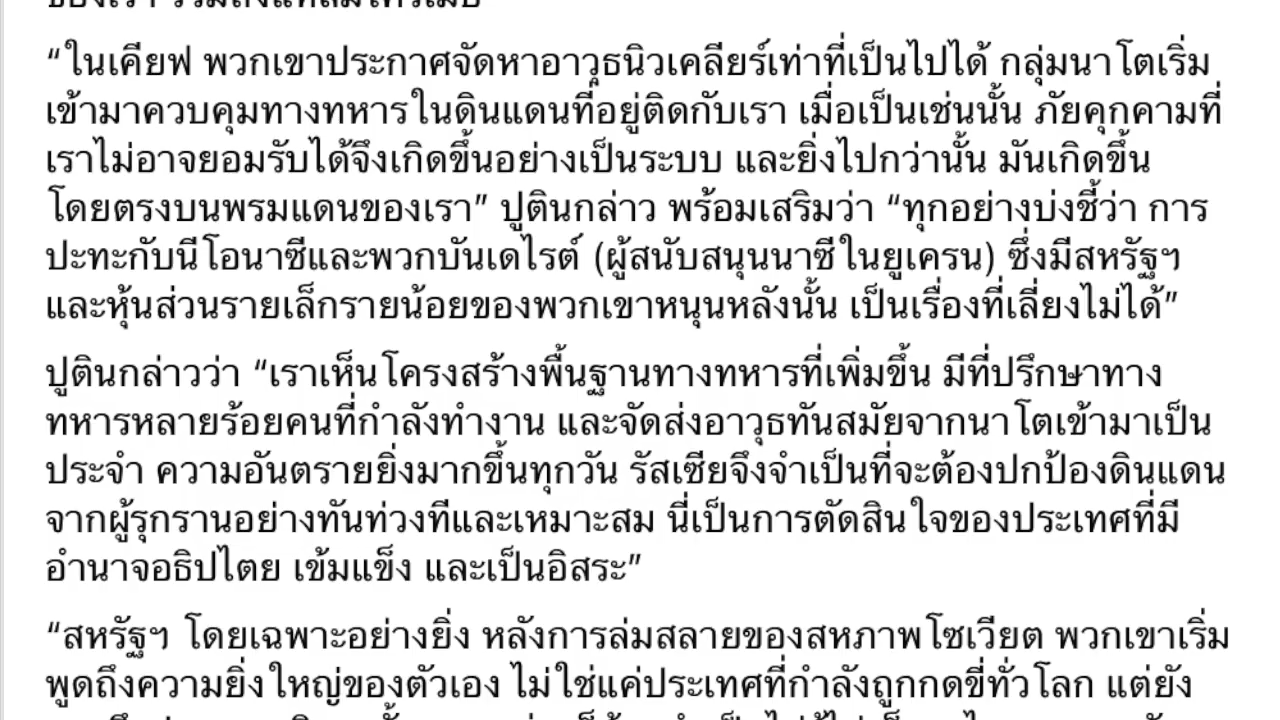 “ในเคียฟ พวกเขาประกาศจัดหาอาวุธนิวเคลียร์เท่าที่เป็นไปได้ กลุ่มนาโตเริ่ม
เข้ามาควบคุมทางทหารในดินแดนที่อยู่ติดกับเรา เมื่อเป็นเช่นนั้น ภัยคุกคามที่
เราไม่อาจยอมรับได้จึงเกิดขึ้นอย่างเป็นระบบ และยิ่งไปกว่านั้น มันเกิดขึ้น
โดยตรงบนพรมแดนของเรา” ปูตินกล่าว พร้อมเสริมว่า “ทุกอย่างบ่งชี้ว่า การ
ปะทะกับนีโอนาซีและพวกบันเดไรต์ (ผู้สนับสนุนนาซีในยูเครน) ซึ่งมีสหรัฐฯ
และหุ้นส่วนรายเล็กรายน้อยของพวกเขาหนุนหลังนั้น เป็นเรื่องที่เลี่ยงไม่ได้”
ปูตินกล่าวว่า “เราเห็นโครงสร้างพื้นฐานทางทหารที่เพิ่มขึ้น มีที่ปรึกษาทาง
ทหารหลายร้อยคนที่กำลังทำงาน และจัดส่งอาวุธทันสมัยจากนาโตเข้ามาเป็น
ประจำ ความอันตรายยิ่งมากขึ้นทุกวัน รัสเซียจึงจำเป็นที่จะต้องปกป้องดินแดน
จากผู้รุกรานอย่างทันท่วงทีและเหมาะสม นี่เป็นการตัดสินใจของประเทศที่มี
อำนาจอธิปไตย เข้มแข็ง และเป็นอิสระ”
“สหรัฐฯ โดยเฉพาะอย่างยิ่ง หลังการล่มสลายของสหภาพโซเวียต พวกเขาเริ่ม
พูดถึงความยิ่งใหญ่ของตัวเอง ไม่ใช่แค่ประเทศที่กำลังถูกกดขี่ทั่วโลก แต่ยัง